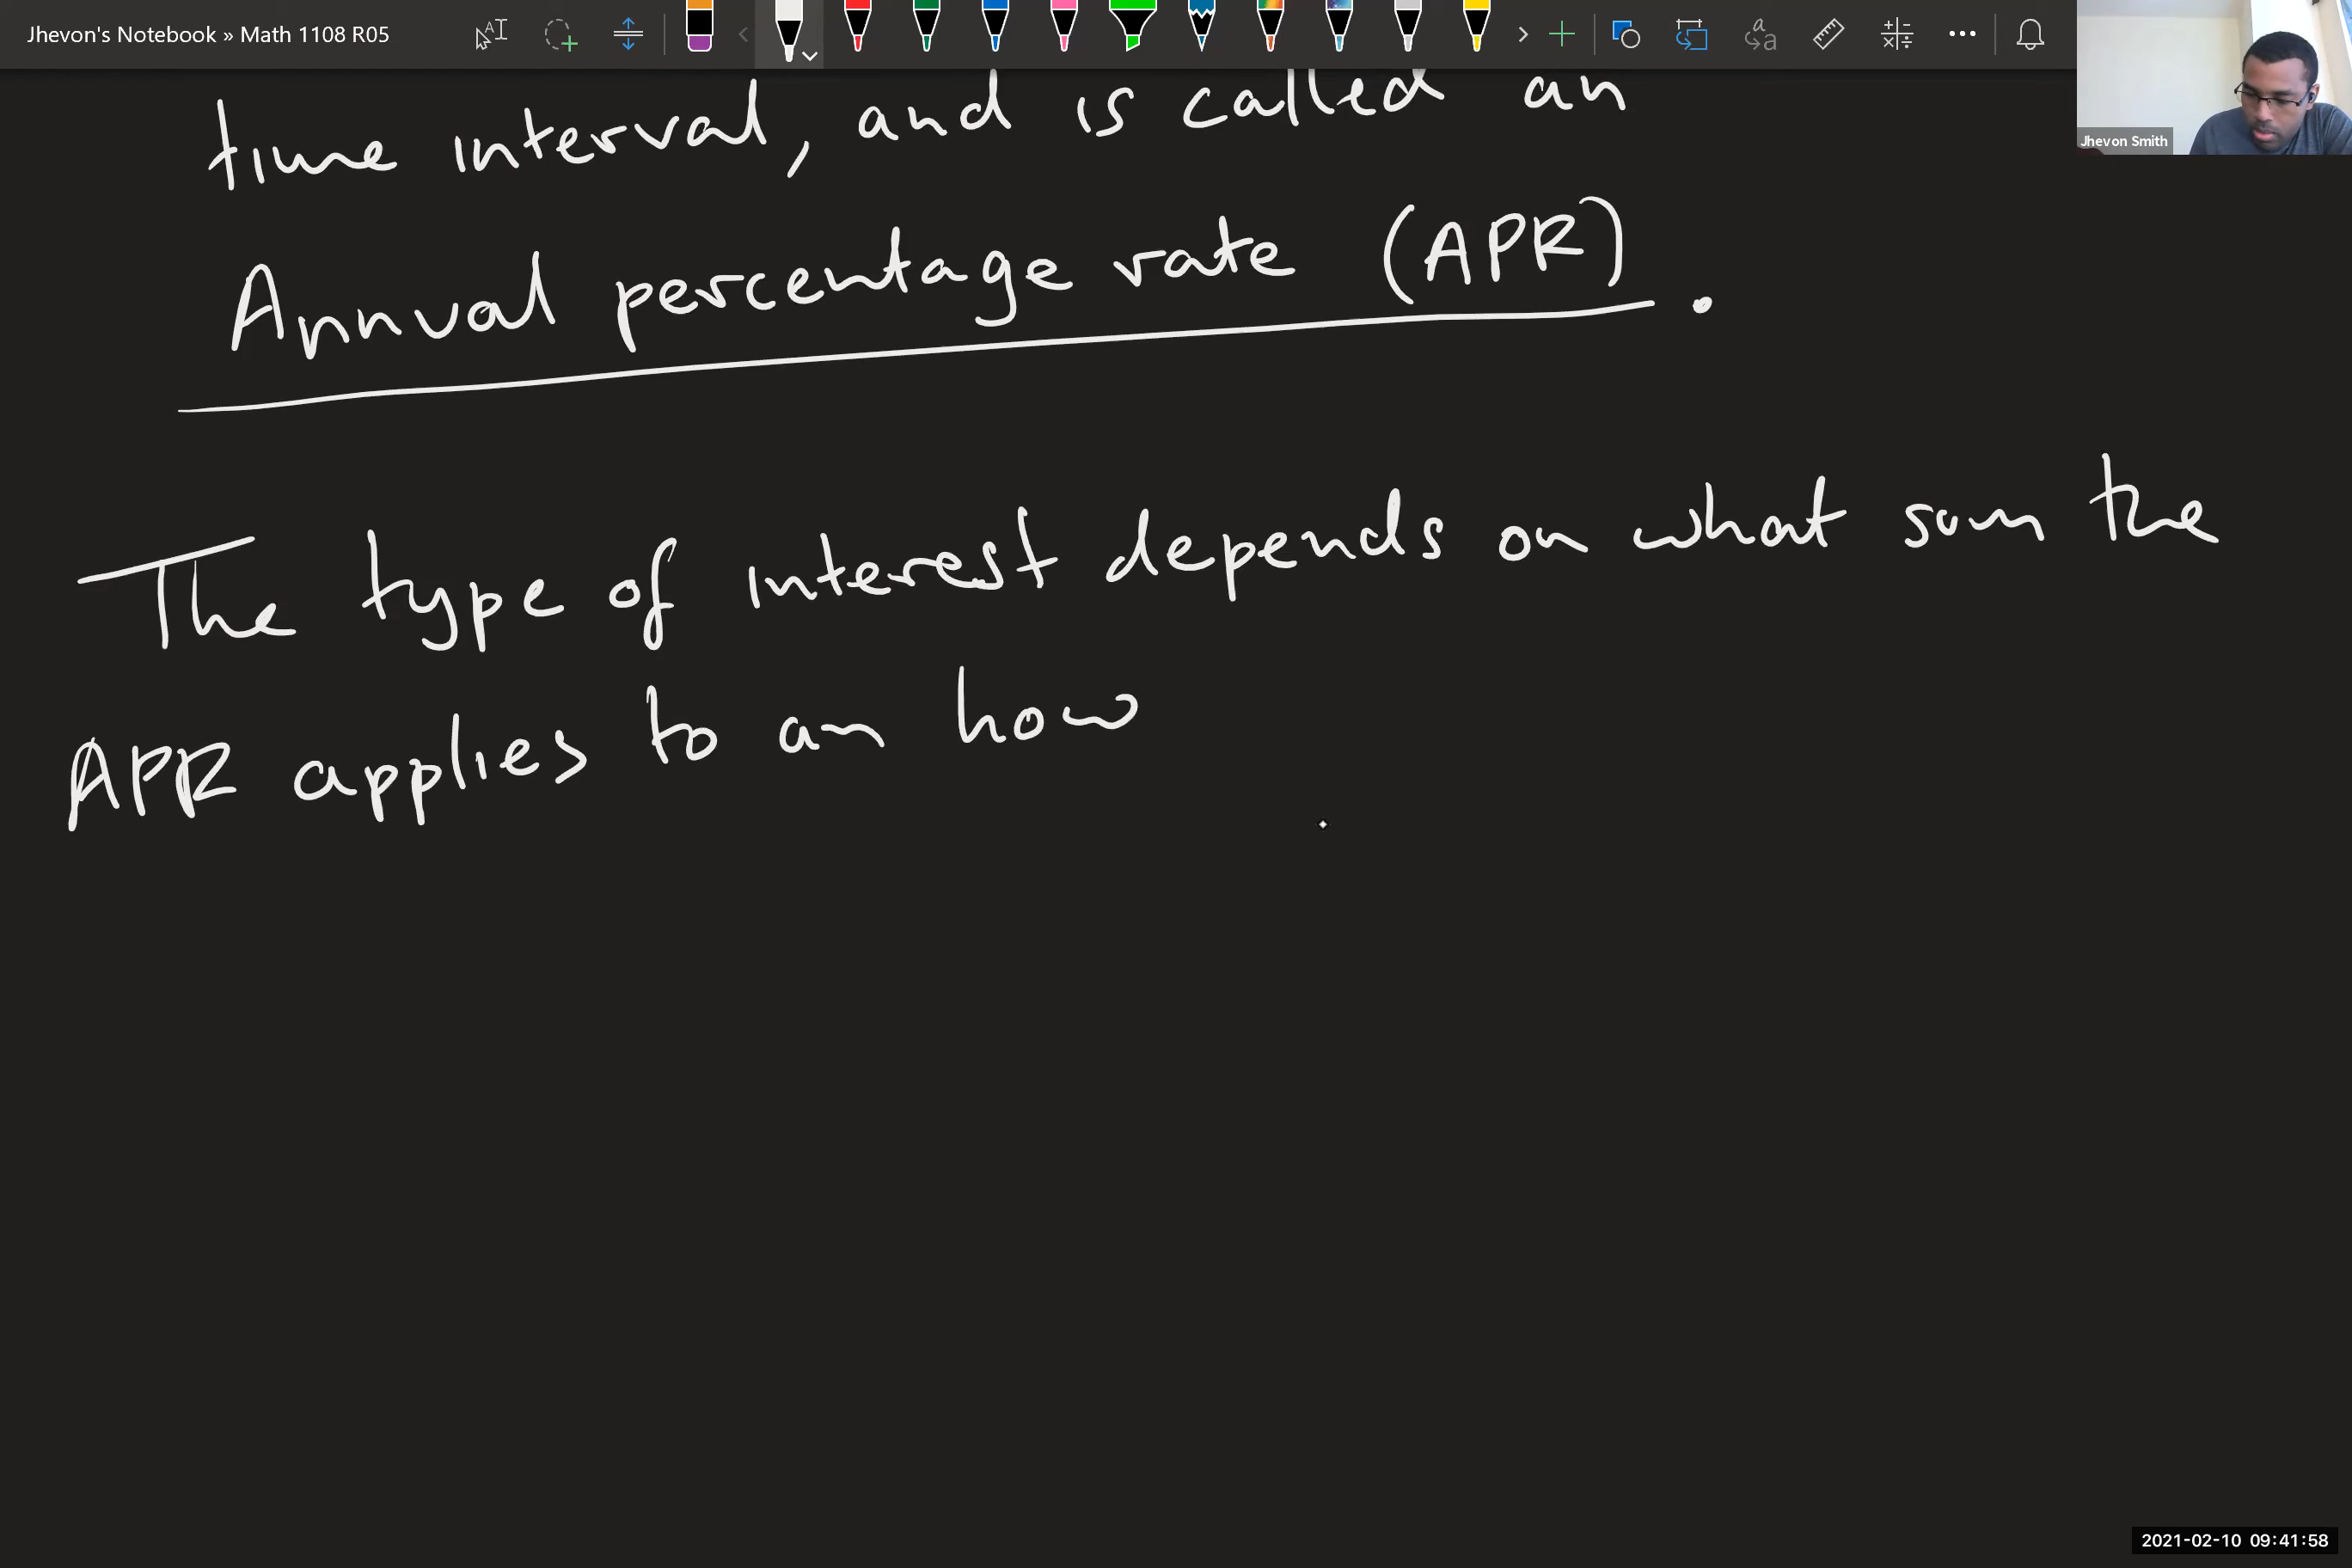 Jhevon's Notebook » Math 1108 R05
Jhevon Smith
time interval, and is called an
Annual percentage rate (APR).
The type of interest depends on what sum the
APR applies to an how
2021-02-10 09:41:58